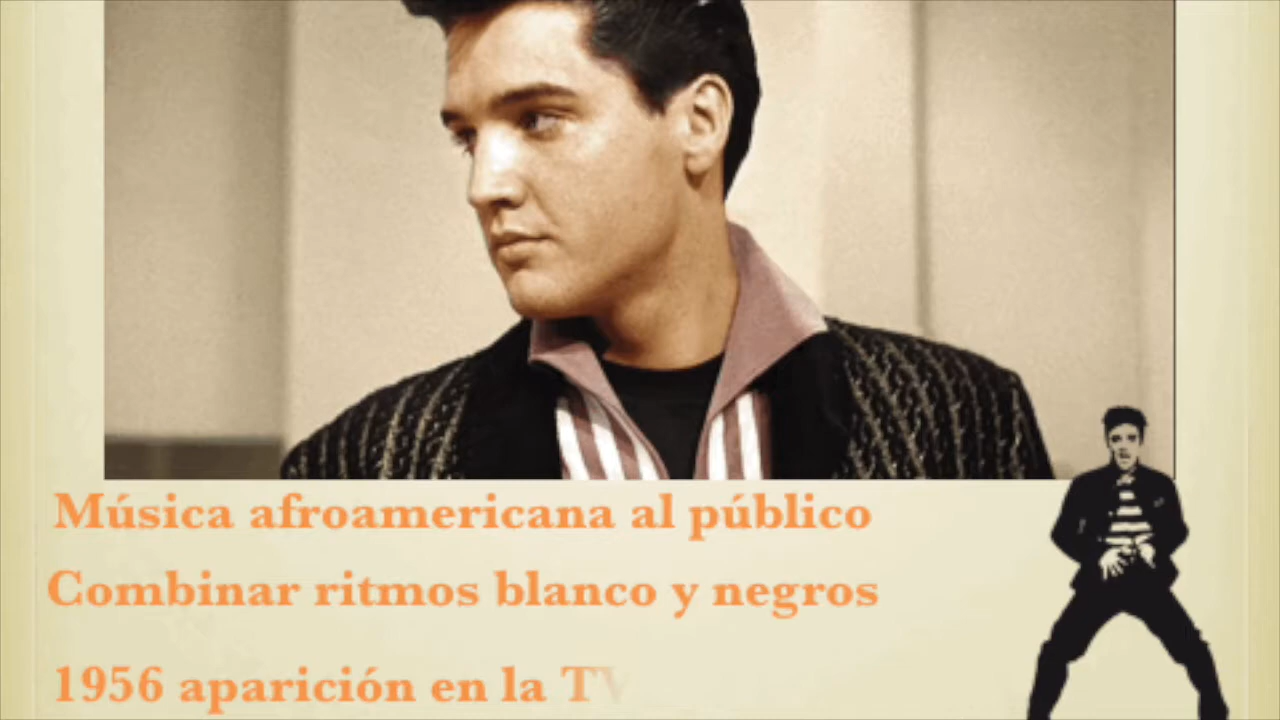 Música afroamericana al público
Combinar ritmos blanco y negros
1956 aparición en la TV